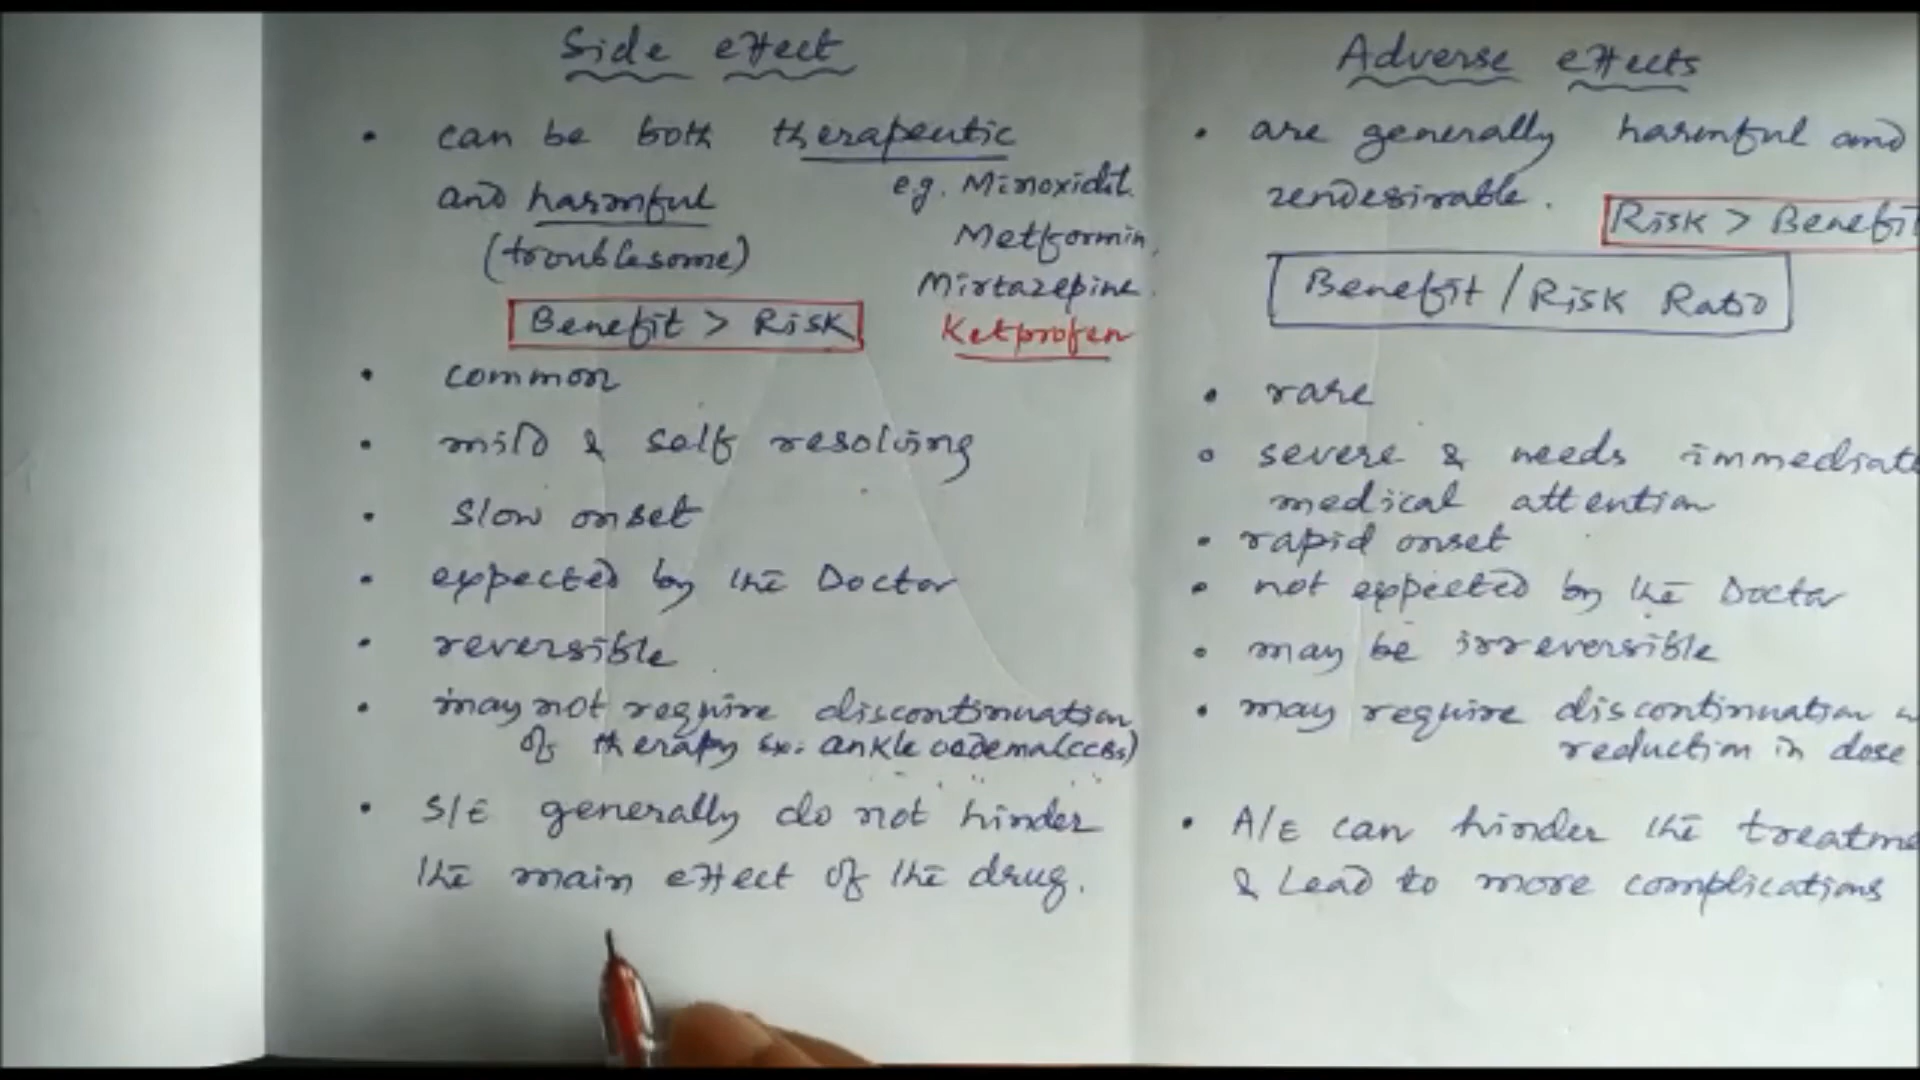 Side effect
• can be both therapeutic
and harmful
(troublesome)
e.g. Minoxidil.
Metformin,
Mirtazepine.
Ketprofen
Benefit > Risk
• common
• mild & self resolving
• slow onset
• expected by the Doctor
• reversible
• may not require discontinuation
of therapy ex. ankle oedema(CCBs)
• S/E generally do not hinder
the main effect of the drug.
Adverse effects
• are generally harmful and
Risk > Benefit
Benefit / Risk Ratio
• rare
• severe & needs immediate
medical attention
• rapid onset
• not expected by the Doctor
• may be irreversible
• may require discontinuation
reduction in dose
• A/E can hinder the treatme
& Lead to more complications